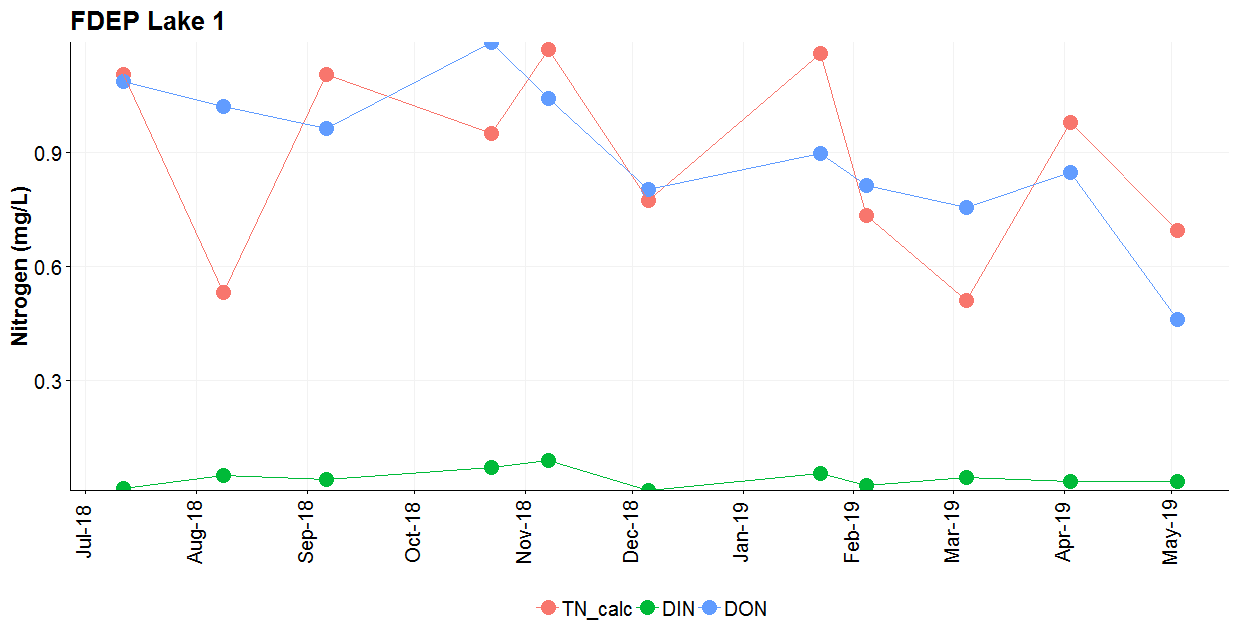 FDEP Lake 1
Nitrogen (mg/L)
0.9
0.6
0.3
Jul-18
Aug-18
Sep-18
Oct-18
Nov-18
Dec-18
Jan-19
Feb-19
Mar-19
Apr-19
May-19
TN_calc DIN DON